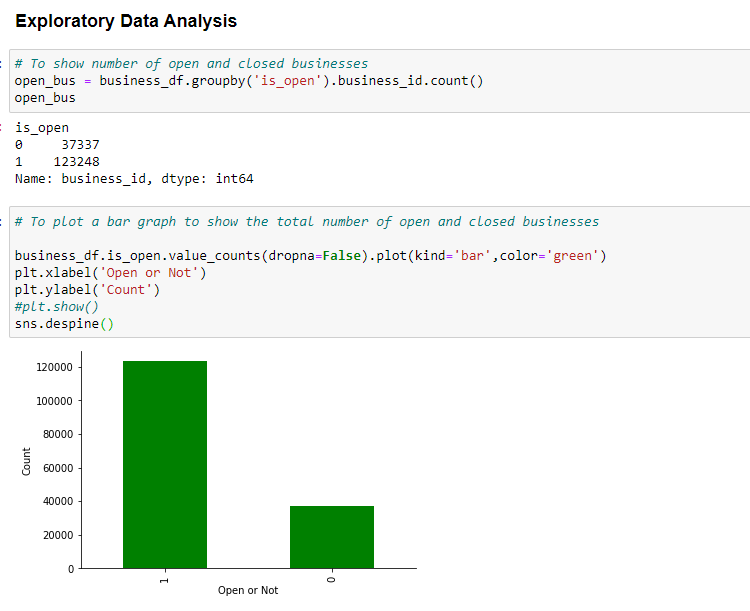 Exploratory Data Analysis
# To show number of open and closed businesses
open_bus = business_df.groupby('is_open').business_id.count()
open_bus
is_open
0 37337
1 123248
Name: business_id, dtype: int64
# To plot a bar graph to show the total number of open and closed businesses
business_df.is_open.value_counts(dropna=False).plot(kind='bar',color='green')
plt.xlabel('Open or Not')
plt.ylabel('Count')
#plt.show()
sns.despine()
120000
100000
80000
60000
40000
20000
0
Count
1 0
Open or Not